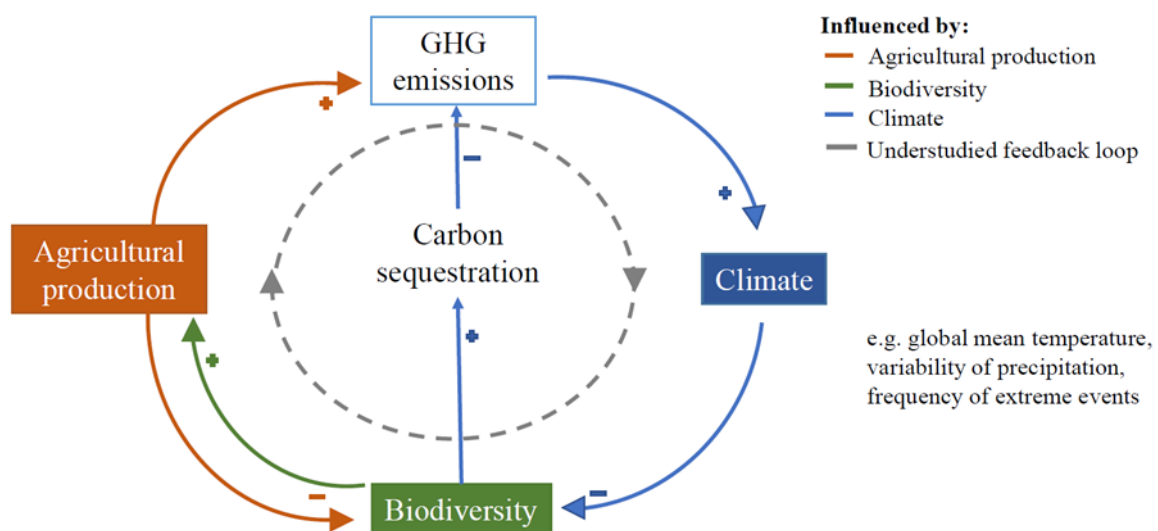 GHG
emissions
Influenced by:
Agricultural production
Biodiversity
Climate
Understudied feedback loop
+
−
+
Agricultural
production
Carbon
sequestration
Climate
+
+
e.g. global mean temperature,
variability of precipitation,
frequency of extreme events
−
Biodiversity
−